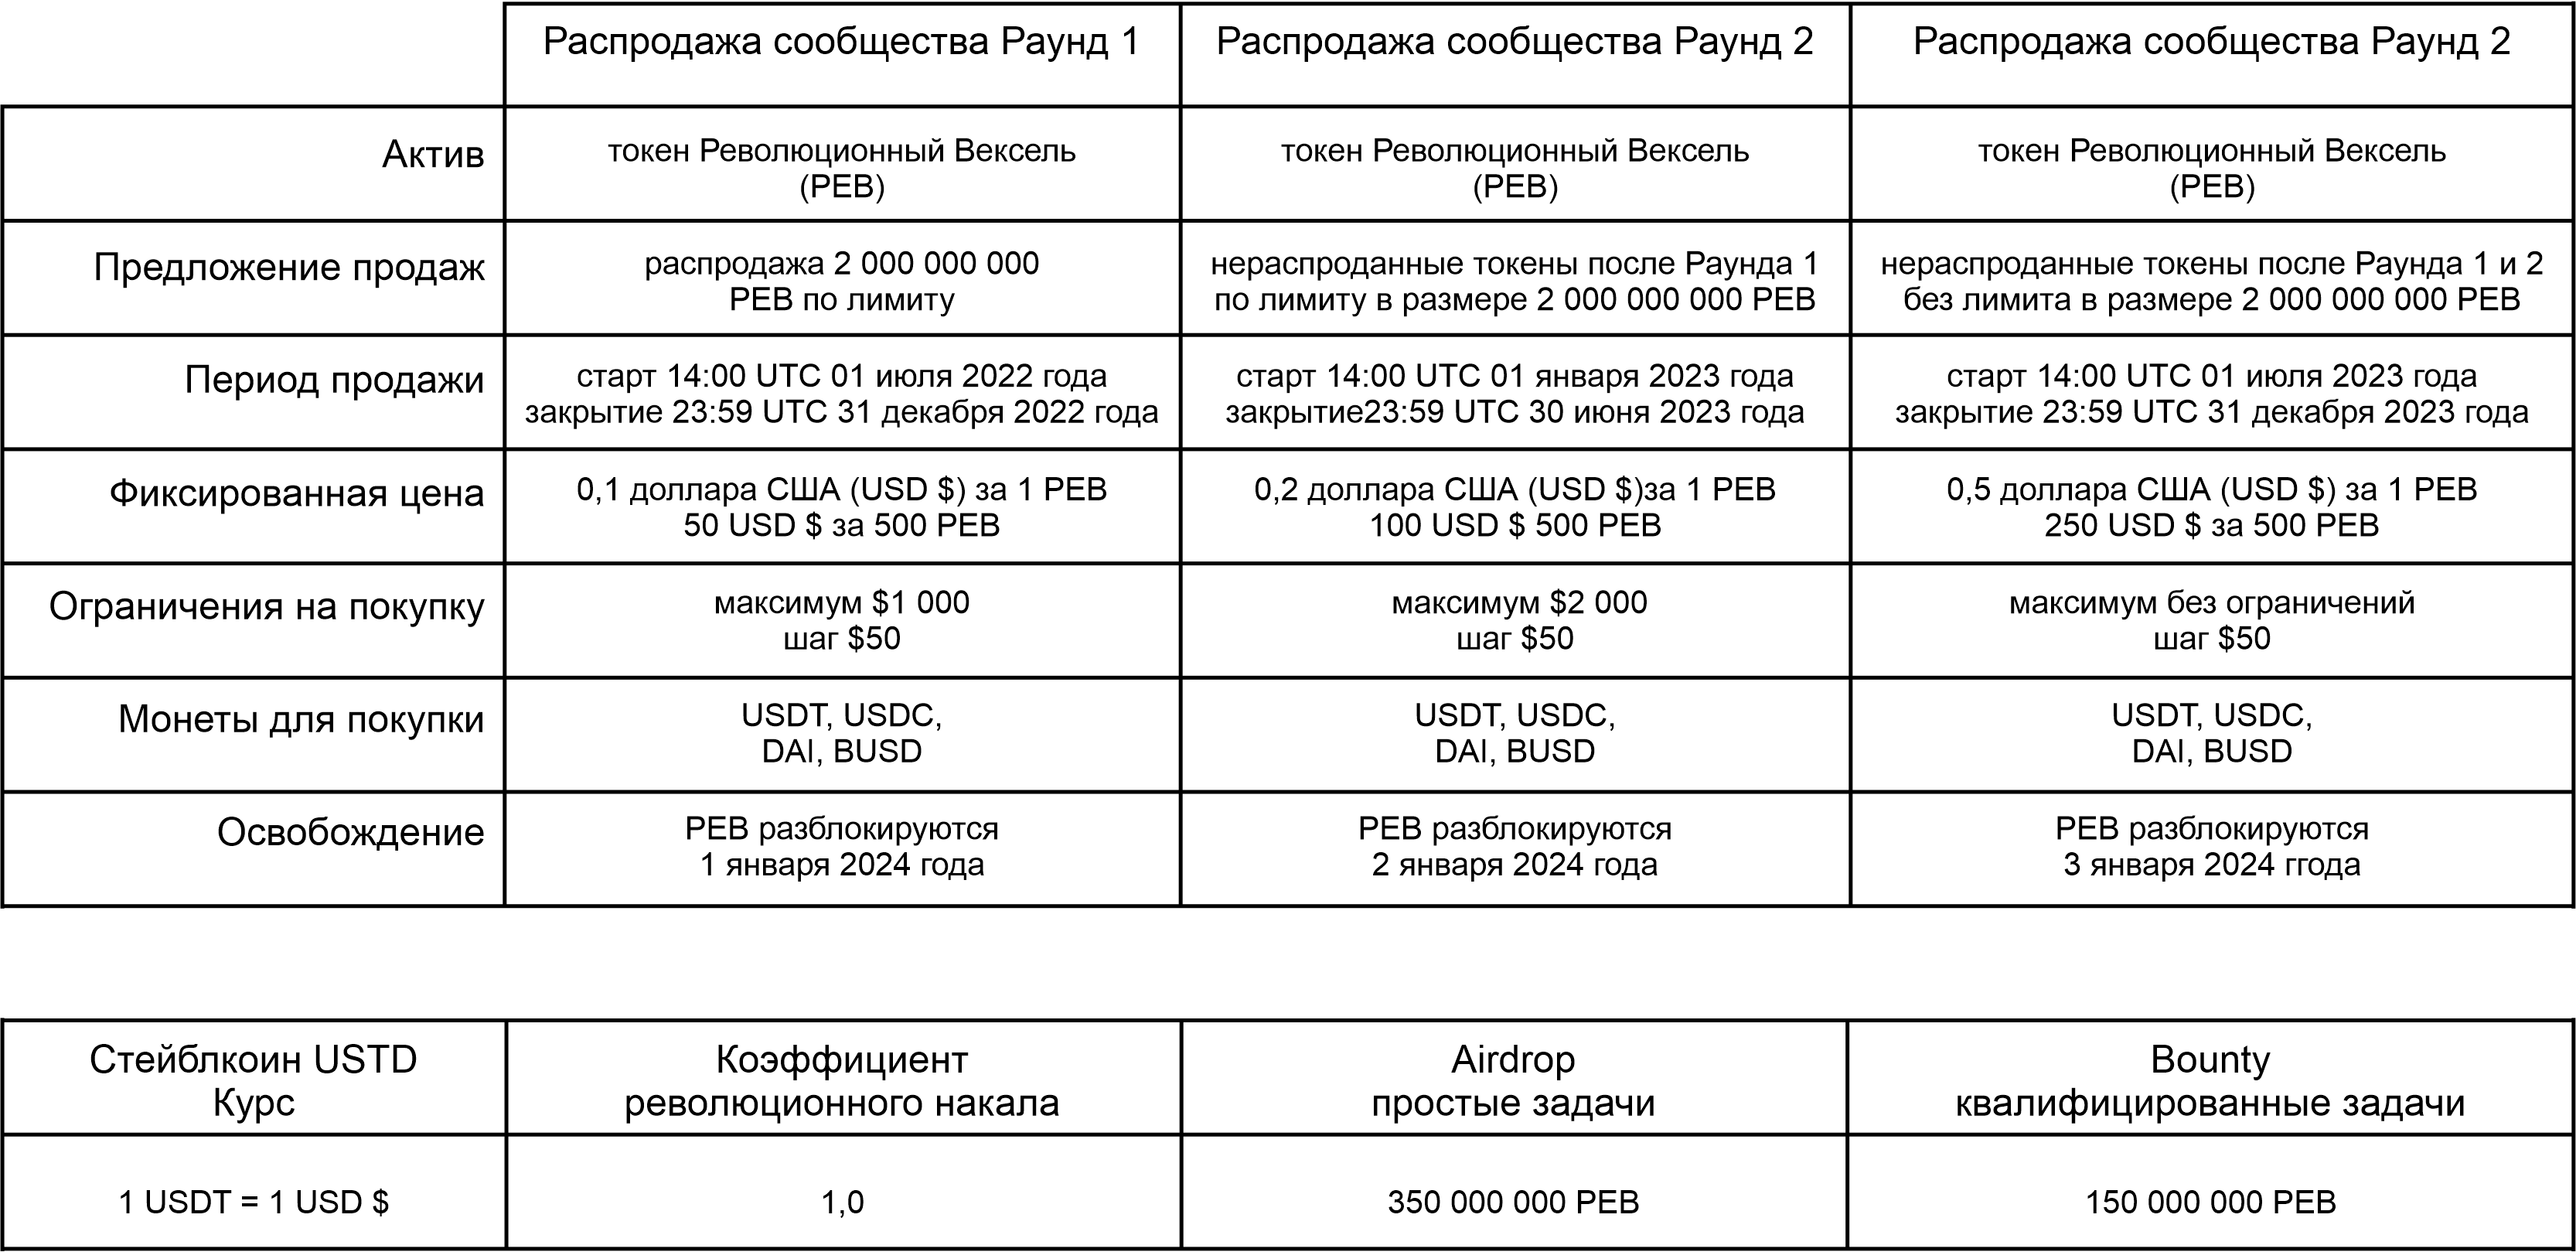 Распродажа сообщества Раунд 1
Распродажа сообщества Раунд 2
Распродажа сообщества Раунд 2
Актив
токен Революционный Вексель
(РЕВ)
токен Революционный Вексель
(РЕВ)
токен Революционный Вексель
(РЕВ)
Предложение продаж
распродажа 2 000 000 000
РЕВ по лимиту
нераспроданные токены после Раунда 1
по лимиту в размере 2 000 000 000 РЕВ
нераспроданные токены после Раунда 1 и 2
без лимита в размере 2 000 000 000 РЕВ
Период продажи
старт 14:00 UTC 01 июля 2022 года
закрытие 23:59 UTC 31 декабря 2022 года
старт 14:00 UTC 01 января 2023 года
закрытие23:59 UTC 30 июня 2023 года
старт 14:00 UTC 01 июля 2023 года
закрытие 23:59 UTC 31 декабря 2023 года
Фиксированная цена
0,1 доллара США (USD $) за 1 РЕВ
50 USD $ за 500 РЕВ
0,2 доллара США (USD $)за 1 РЕВ
100 USD $ 500 РЕВ
0,5 доллара США (USD $) за 1 РЕВ
250 USD $ за 500 РЕВ
Ограничения на покупку
максимум $1 000
шаг $50
максимум $2 000
шаг $50
максимум без ограничений
шаг $50
Монеты для покупки
USDT, USDC,
DAI, BUSD
USDT, USDC,
DAI, BUSD
USDT, USDC,
DAI, BUSD
Освобождение
РЕВ разблокируются
1 января 2024 года
РЕВ разблокируются
2 января 2024 года
РЕВ разблокируются
3 января 2024 ггода
Стейблкоин USTD
Курс
Коэффициент
революционного накала
Airdrop
простые задачи
Bounty
квалифицированные задачи
1 USDT = 1 USD $
1,0
350 000 000 РЕВ
150 000 000 РЕВ